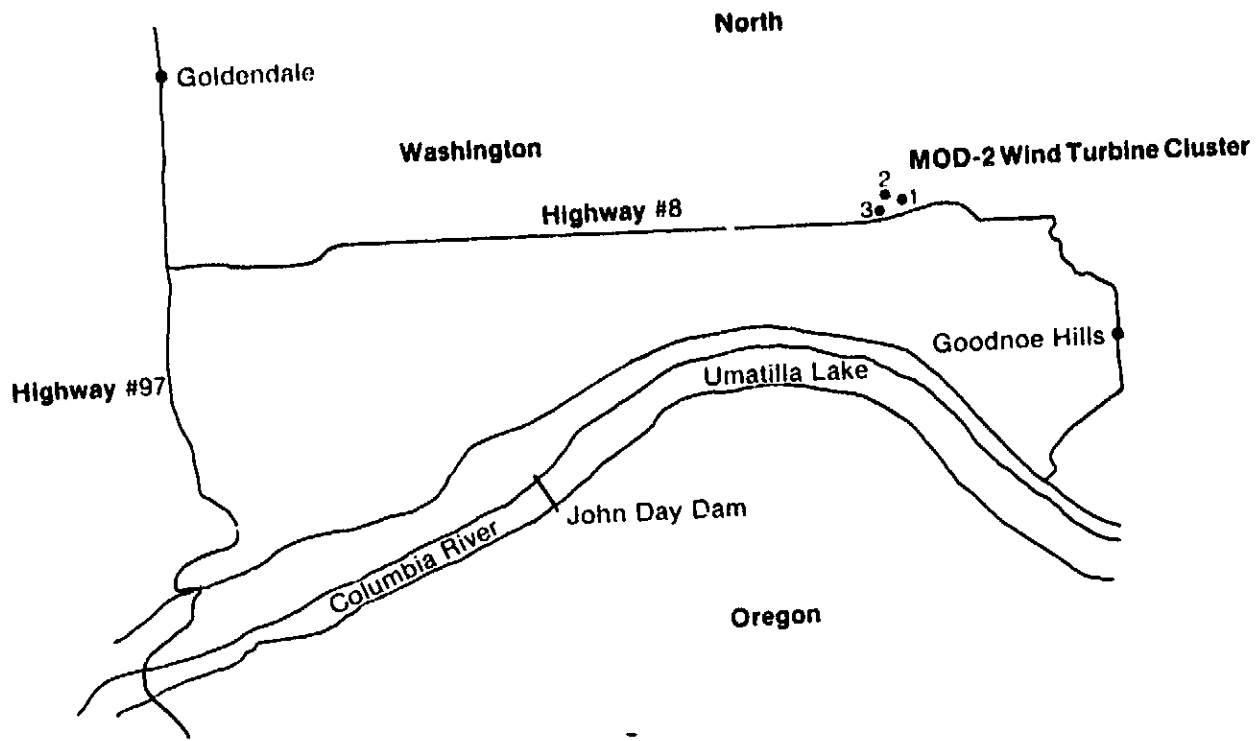 North
Goldendale
Washington
MOD-2 Wind Turbine Cluster
2
1
3
Highway #8
Goodnoe Hills
Umatilla Lake
Highway #97
John Day Dam
Columbia River
Oregon